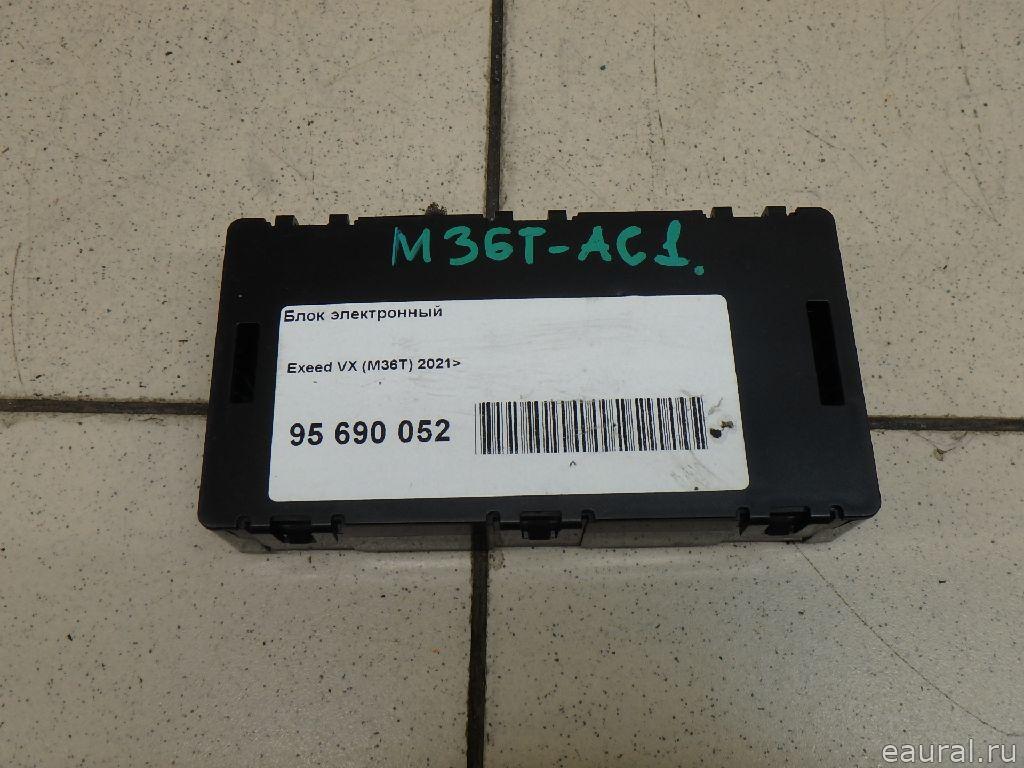 M36T-AC1.
Блок электронный
Exeed VX (M36T) 2021>
95 690 052
eaural.ru